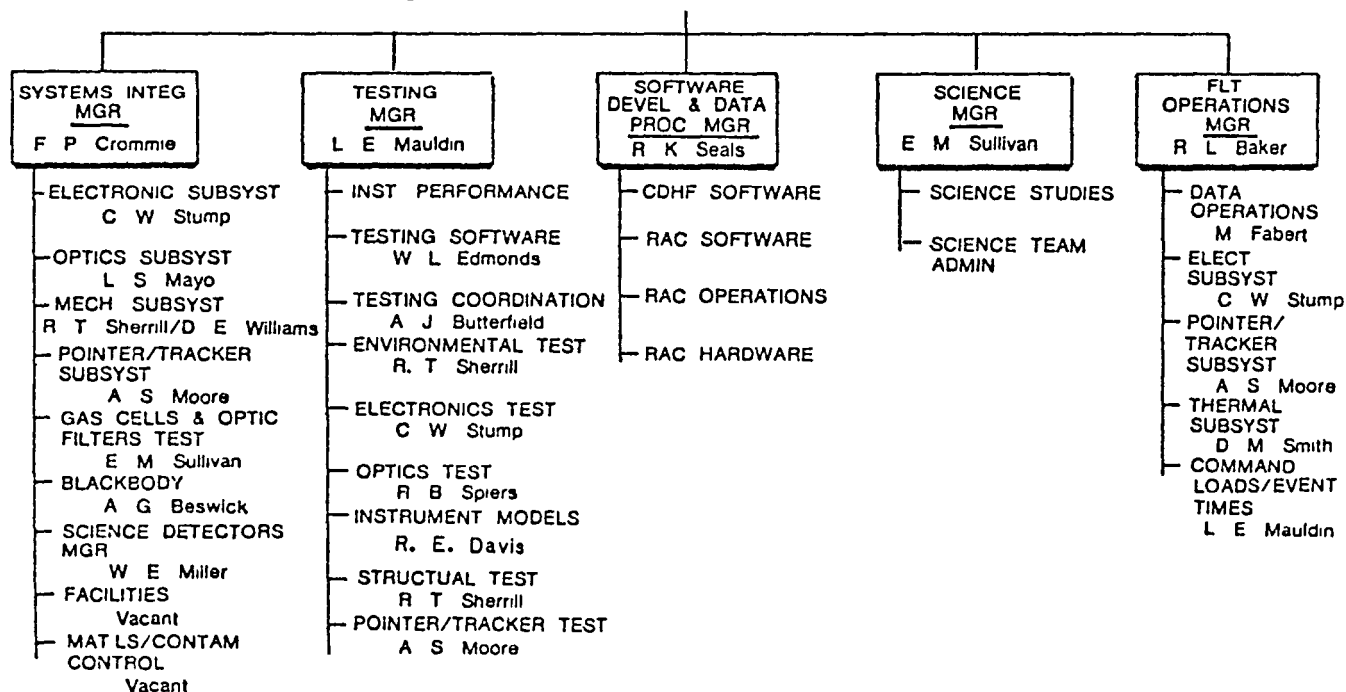 SYSTEMS INTEG
MGR
F P Crommie
ELECTRONIC SUBSYST
C W Stump
OPTICS SUBSYST
L S Mayo
MECH SUBSYST
R T Sherrill/D E Williams
POINTER/TRACKER
SUBSYST
A S Moore
GAS CELLS & OPTIC
FILTERS TEST
E M Sullivan
BLACKBODY
A G Beswick
SCIENCE DETECTORS
MGR
W E Miller
FACILITIES
Vacant
MATLS/CONTAM
CONTROL
Vacant
TESTING
MGR
L E Mauldin
INST PERFORMANCE
TESTING SOFTWARE
W L Edmonds
TESTING COORDINATION
A J Butterfield
ENVIRONMENTAL TEST
R. T Sherrill
ELECTRONICS TEST
C W Stump
OPTICS TEST
R B Spiers
INSTRUMENT MODELS
R. E. Davis
STRUCTUAL TEST
R T Sherrill
POINTER/TRACKER TEST
A S Moore
SOFTWARE
DEVEL & DATA
PROC MGR
R K Seals
CDHF SOFTWARE
RAC SOFTWARE
RAC OPERATIONS
RAC HARDWARE
SCIENCE
MGR
E M Sullivan
SCIENCE STUDIES
SCIENCE TEAM
ADMIN
FLT
OPERATIONS
MGR
R L Baker
DATA
OPERATIONS
M Fabert
ELECT
SUBSYST
C W Stump
POINTER/
TRACKER
SUBSYST
A S Moore
THERMAL
SUBSYST
D M Smith
COMMAND
LOADS/EVENT
TIMES
L E Mauldin